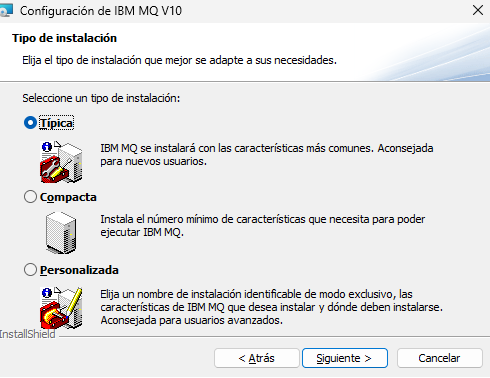 Configuración de IBM MQ V10
Tipo de instalación
Elija el tipo de instalación que mejor se adapte a sus necesidades.
Seleccione un tipo de instalación:
Típica
IBM MQ se instalará con las características más comunes. Aconsejada
para nuevos usuarios.
Compacta
Instala el número mínimo de características que necesita para poder
ejecutar IBM MQ.
Personalizada
Elija un nombre de instalación identificable de modo exclusivo, las
características de IBM MQ que desea instalar y dónde deben instalarse.
Aconsejada para usuarios avanzados.
InstallShield
< Atrás
Siguiente >
Cancelar